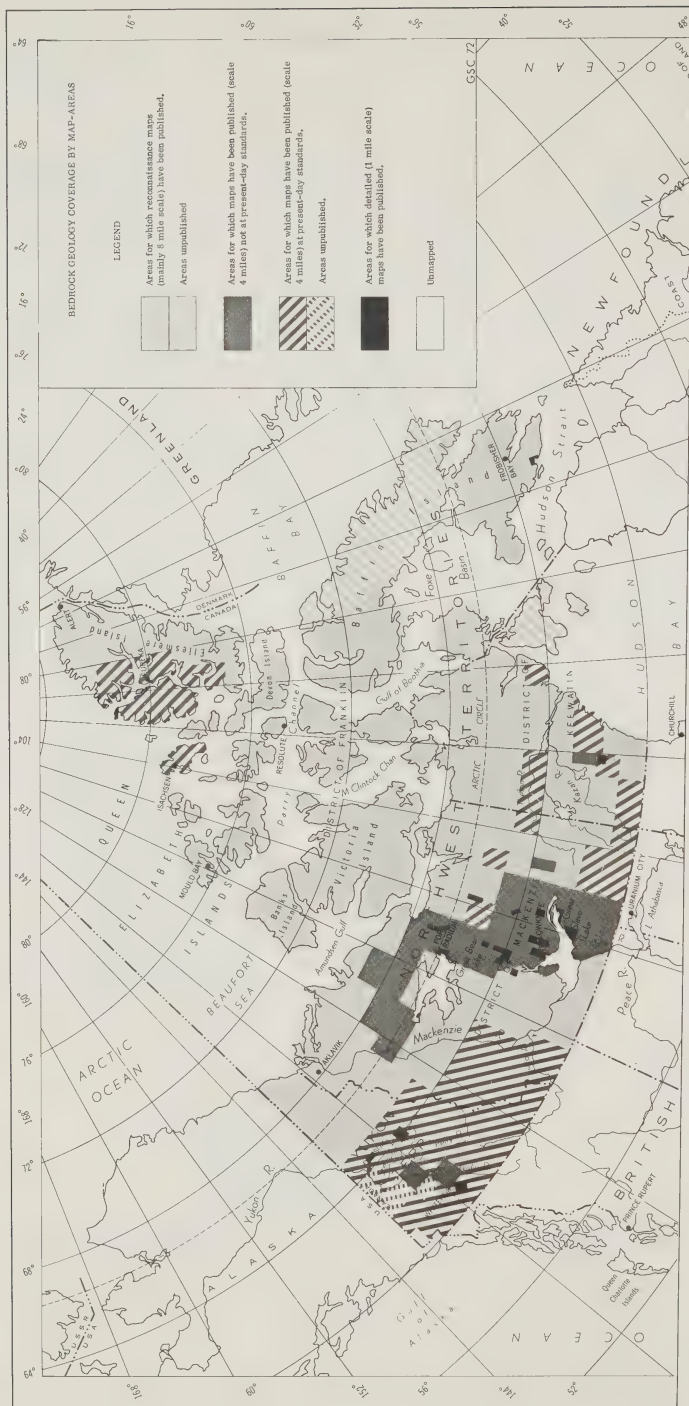 BEDROCK GEOLOGY COVERAGE BY MAP-AREAS
LEGEND
Areas for which reconnaissance maps
(mainly 8 mile scale) have been published.
Areas unpublished
Areas for which maps have been published (scale
4 miles) not at present-day standards.
Areas for which maps have been published (scale
4 miles) at present-day standards.
Areas unpublished.
Areas for which detailed (1 mile scale)
maps have been published.
Unmapped
GSC 72
ARCTIC
OCEAN
BEAUFORT
SEA
QUEEN
ELIZABETH
ISLANDS
GREENLAND
BAFFIN
BAY
DENMARK
CANADA
ALERT
EUREKA
Ellesmere
Island
ISACHSEN
MOULD BAY
RESOLUTE
Devon Island
Parry
Channel
DISTRICT OF FRANKLIN
M'Clintock Chan
Gulf of Boothia
Victoria
Island
Banks
Island
Amundsen Gulf
Baffin Island
Foxe
Basin
FROBISHER
BAY
Hudson Strait
NORTHWEST TERRITORIES
ARCTIC CIRCLE
DISTRICT OF
KEEWATIN
Kazan R.
HUDSON
BAY
CHURCHILL
AKLAVIK
Mackenzie
DISTRICT
MACKENZIE
Great Bear
Lake
Great
Slave
Lake
URANIUM CITY
L. Athabasca
Peace R.
BRITISH
PRINCE RUPERT
Queen
Charlotte
Islands
Yukon R.
ALASKA
Gulf
of
Alaska
USSR
USA
OCEAN
NEWFOUNDL
COAST
OF
LAND
OCEAN